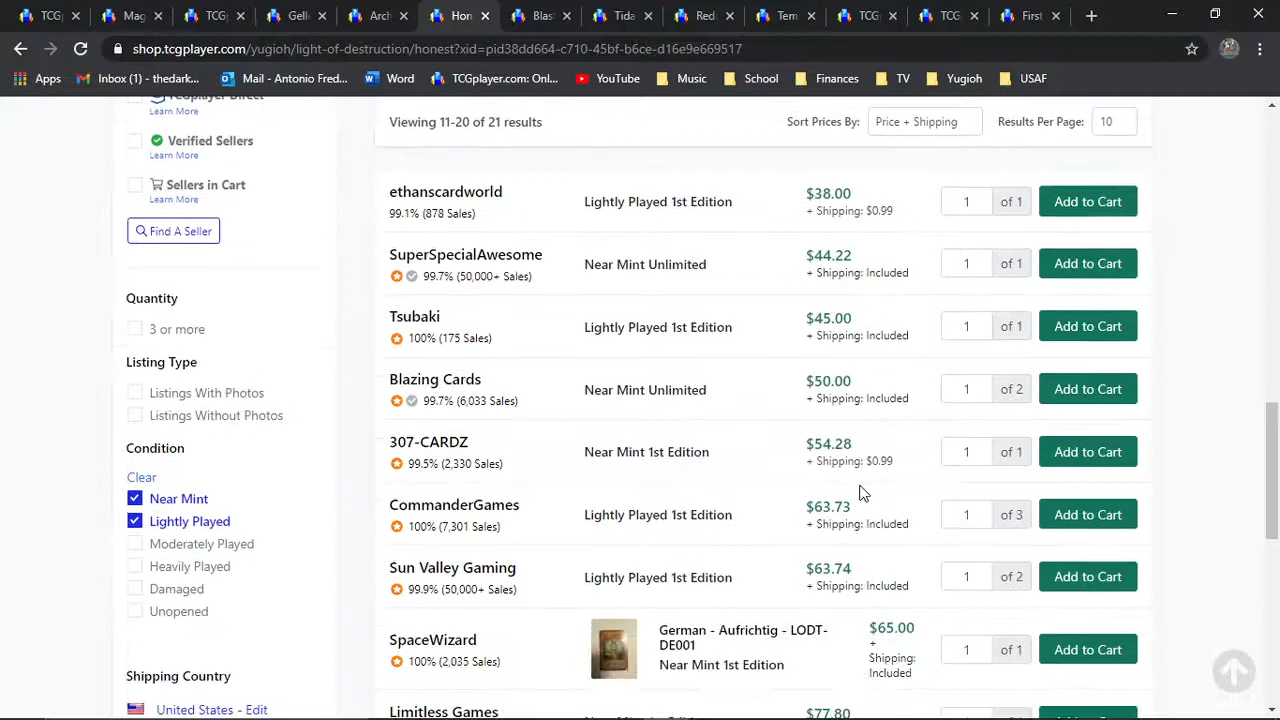 TCG
Mag
TCG
Gell
Arch
Hon
Blas
Tida
Red
Tem
TCG
TCG
First
shop.tcgplayer.com/yugioh/light-of-destruction/honest?xid=pid38dd664-c710-45bf-b6ce-d16e9e669517
Apps
Inbox (1) - thedark...
Mail - Antonio Fred...
Word
TCGplayer.com: Onl...
YouTube
Music
School
Finances
TV
Yugioh
USAF
TCGplayer Direct
Learn More
Verified Sellers
Learn More
Sellers in Cart
Learn More
Find A Seller
Quantity
3 or more
Listing Type
Listings With Photos
Listings Without Photos
Condition
Clear
Near Mint
Lightly Played
Moderately Played
Heavily Played
Damaged
Unopened
Shipping Country
United States - Edit
Viewing 11-20 of 21 results
Sort Prices By: Price + Shipping
Results Per Page: 10
ethanscardworld
99.1% (878 Sales)
Lightly Played 1st Edition
$38.00
+ Shipping: $0.99
1 of 1
Add to Cart
SuperSpecialAwesome
99.7% (50,000+ Sales)
Near Mint Unlimited
$44.22
+ Shipping: Included
1 of 1
Add to Cart
Tsubaki
100% (175 Sales)
Lightly Played 1st Edition
$45.00
+ Shipping: Included
1 of 1
Add to Cart
Blazing Cards
99.7% (6,033 Sales)
Near Mint Unlimited
$50.00
+ Shipping: Included
1 of 2
Add to Cart
307-CARDZ
99.5% (2,330 Sales)
Near Mint 1st Edition
$54.28
+ Shipping: $0.99
1 of 1
Add to Cart
CommanderGames
100% (7,301 Sales)
Lightly Played 1st Edition
$63.73
+ Shipping: Included
1 of 3
Add to Cart
Sun Valley Gaming
99.9% (50,000+ Sales)
Lightly Played 1st Edition
$63.74
+ Shipping: Included
1 of 2
Add to Cart
SpaceWizard
100% (2,035 Sales)
German - Aufrichtig - LODT-
DE001
Near Mint 1st Edition
$65.00
+
Shipping:
Included
1 of 1
Add to Cart
Limitless Games
$77.80